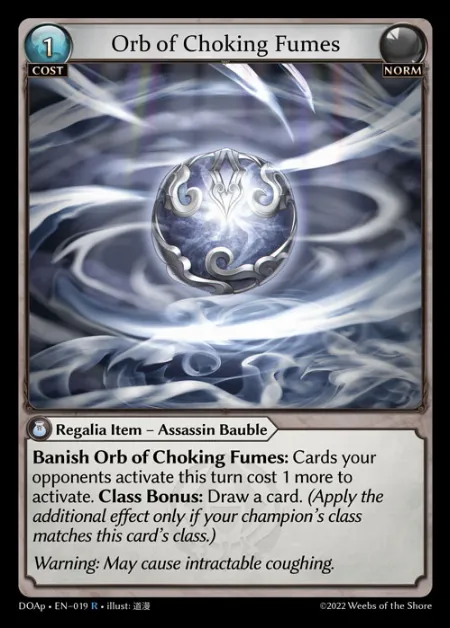 1
Orb of Choking Fumes
COST
NORM
Regalia Item – Assassin Bauble
Banish Orb of Choking Fumes: Cards your
opponents activate this turn cost 1 more to
activate. Class Bonus: Draw a card. (Apply the
additional effect only if your champion's class
matches this card's class.)
Warning: May cause intractable coughing.
DOAp • EN-019 R • illust: 道漫
©2022 Weebs of the Shore